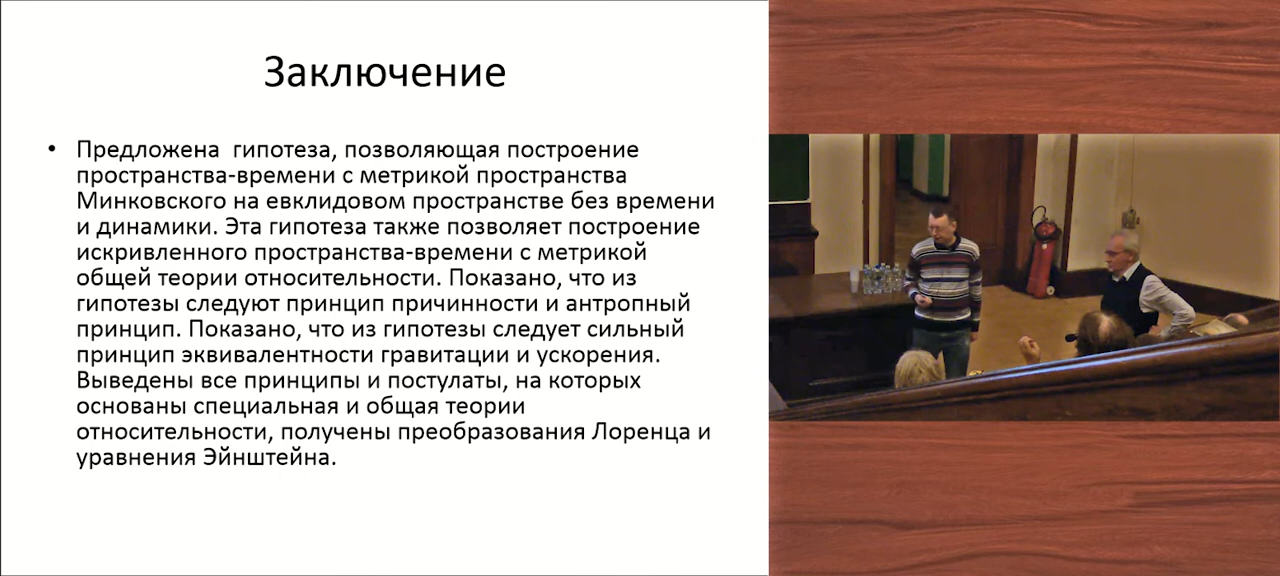 Заключение
• Предложена гипотеза, позволяющая построение
пространства-времени с метрикой пространства
Минковского на евклидовом пространстве без времени
и динамики. Эта гипотеза также позволяет построение
искривленного пространства-времени с метрикой
общей теории относительности. Показано, что из
гипотезы следуют принцип причинности и антропный
принцип. Показано, что из гипотезы следует сильный
принцип эквивалентности гравитации и ускорения.
Выведены все принципы и постулаты, на которых
основаны специальная и общая теории
относительности, получены преобразования Лоренца и
уравнения Эйнштейна.